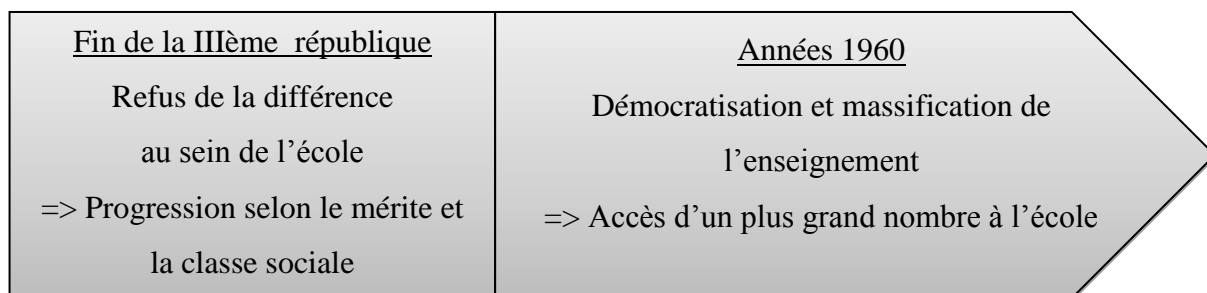 Fin de la IIIème république
Refus de la différence
au sein de l’école
=> Progression selon le mérite et
la classe sociale
Années 1960
Démocratisation et massification de
l’enseignement
=> Accès d’un plus grand nombre à l’école